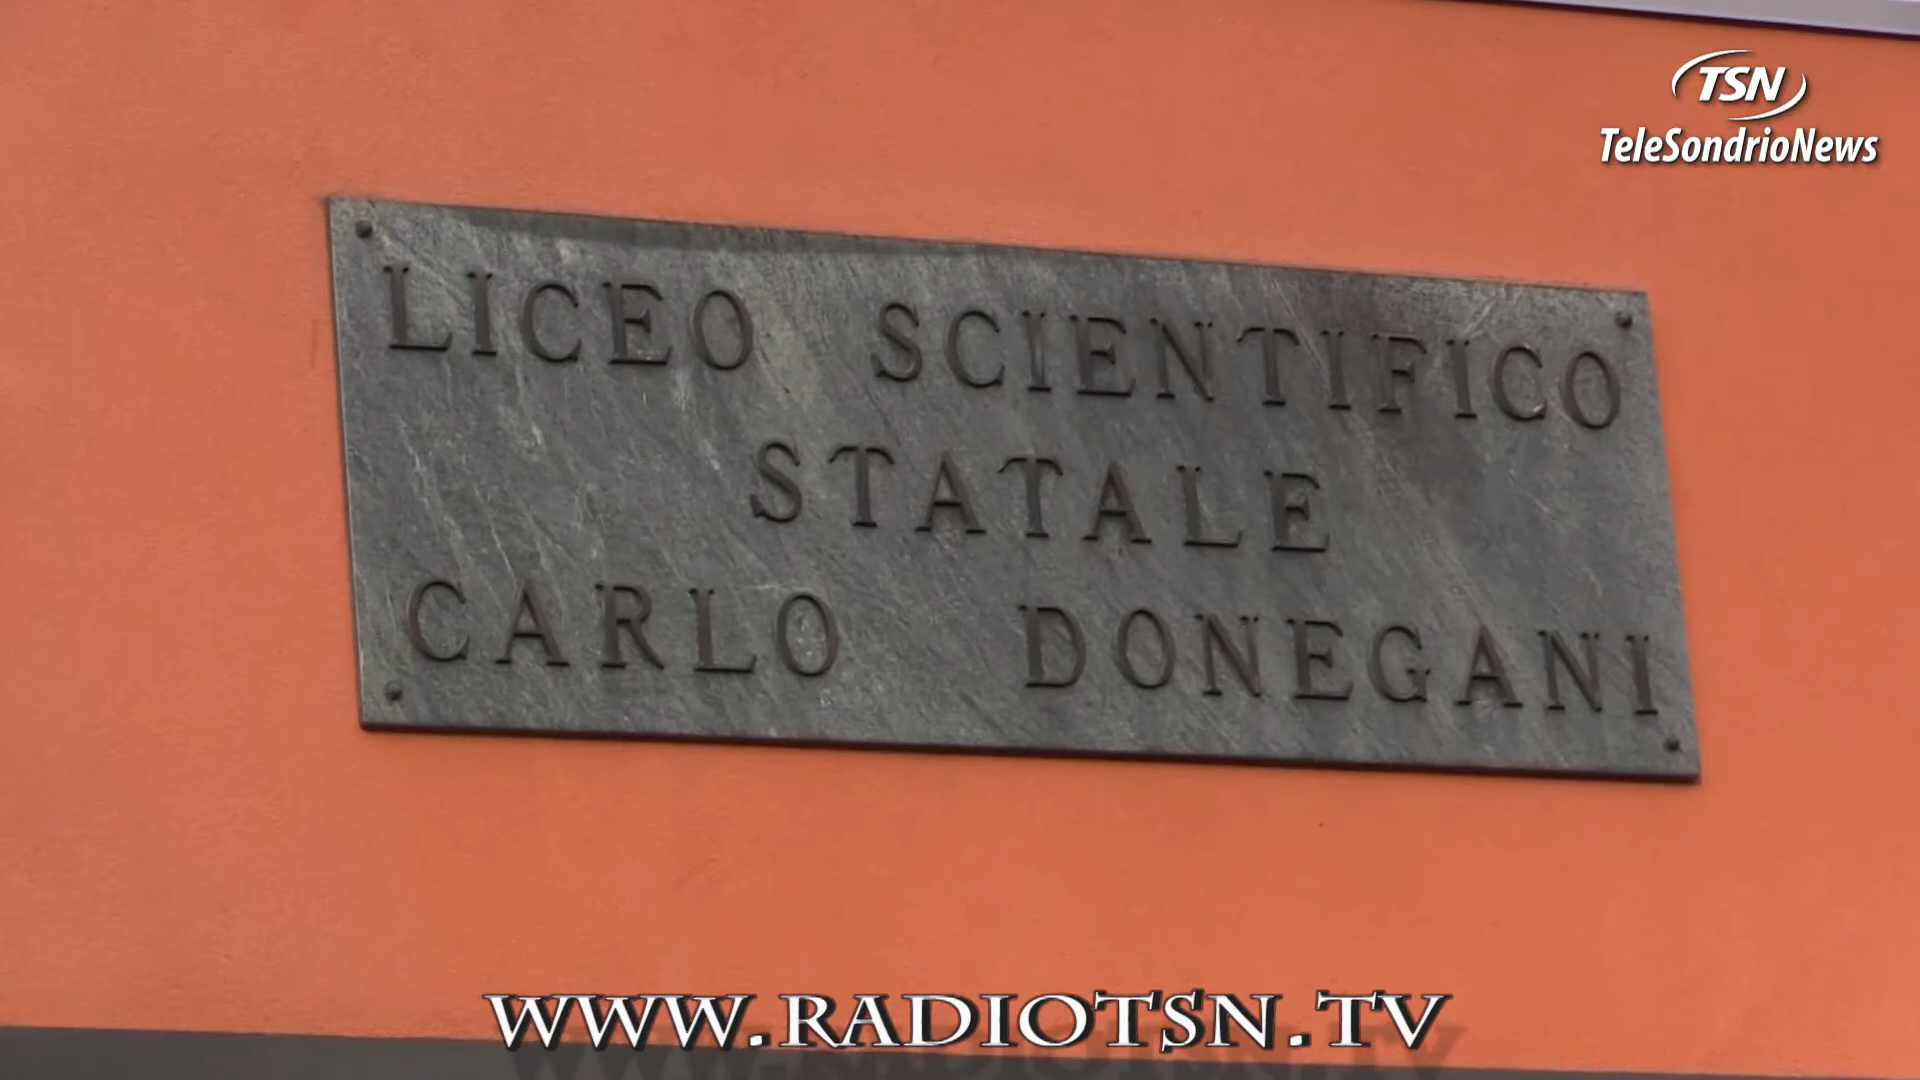 TSN
TeleSondrioNews
LICEO SCIENTIFICO
STATALE
CARLO DONEGANI
WWW.RADIOTSN.TV